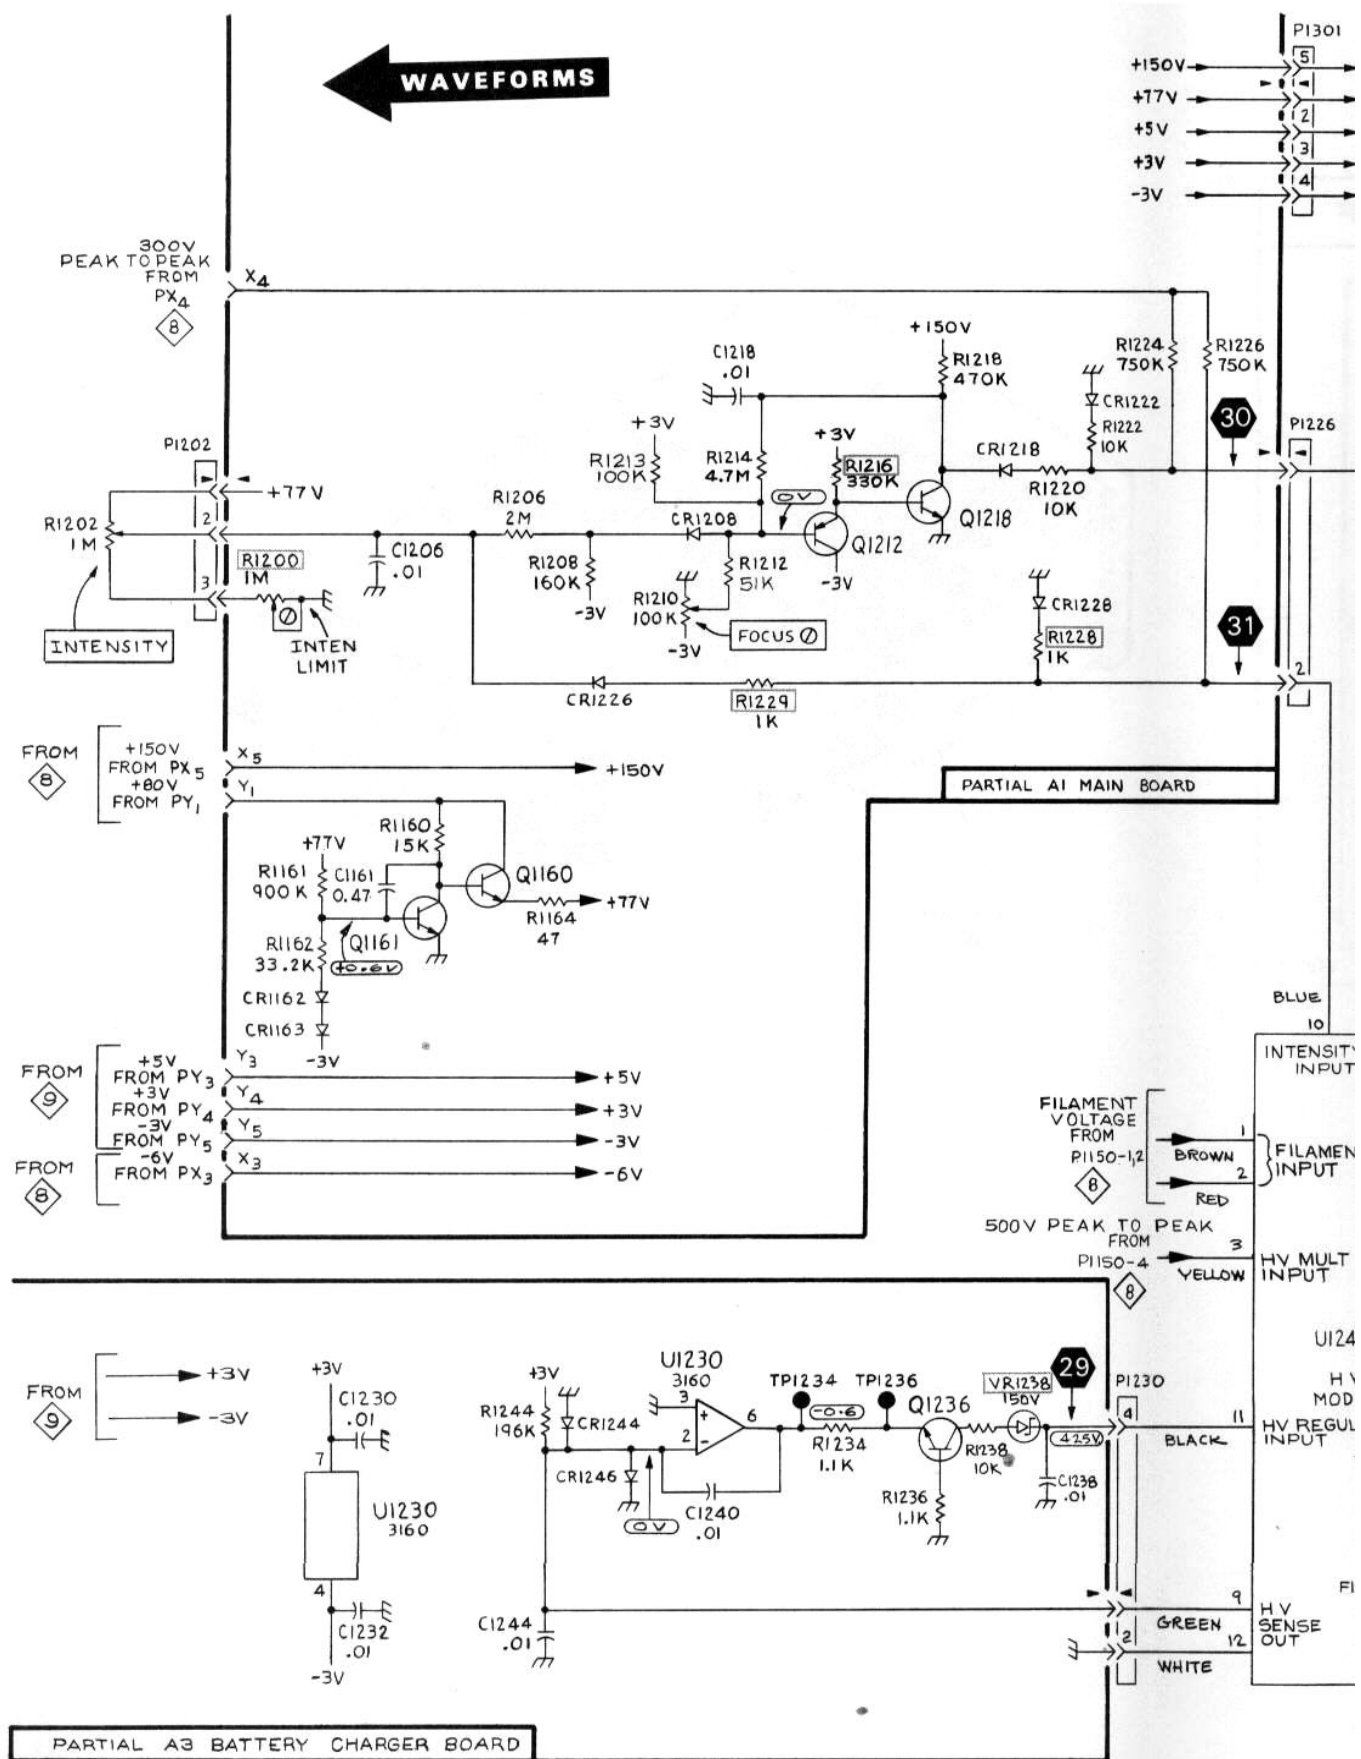 WAVEFORMS
P1301
+150V
5
+77V
+5V
2
+3V
3
-3V
4
300V
PEAK TO PEAK
FROM
PX4
8
X4
+150V
R1218
470K
C1218
.01
R1224
750K
R1226
750K
CR1222
R1222
10K
30
P1226
P1202
+77V
R1202
1M
2
3
INTENSITY
R1200
1M
INTEN
LIMIT
C1206
.01
R1206
2M
R1208
160K
-3V
+3V
R1213
100K
R1214
4.7M
CR1208
R1212
51K
R1210
100K
-3V
FOCUS
+3V
R1216
330K
0V
Q1212
-3V
Q1218
CR1218
R1220
10K
CR1228
R1228
1K
31
2
CR1226
R1229
1K
FROM
8
+150V
FROM PX5
X5
+150V
+80V
FROM PY1
Y1
PARTIAL A1 MAIN BOARD
R1160
15K
+77V
R1161
900K
C1161
0.47
Q1160
R1164
47
+77V
R1162
33.2K
Q1161
+0.6V
CR1162
CR1163
-3V
FROM
9
+5V
FROM PY3
Y3
+5V
+3V
FROM PY4
Y4
+3V
-3V
FROM PY5
Y5
-3V
FROM
8
-6V
FROM PX3
X3
-6V
BLUE
10
INTENSITY
INPUT
FILAMENT
VOLTAGE
FROM
P1150-1,2
8
1
BROWN
2
RED
FILAMEN
INPUT
500V PEAK TO PEAK
FROM
P1150-4
8
3
YELLOW
HV MULT
INPUT
U124
H V
MOD
FROM
9
+3V
-3V
+3V
C1230
.01
7
U1230
3160
4
C1232
.01
-3V
+3V
R1244
196K
CR1244
CR1246
0V
U1230
3160
3
+
2
-
6
C1240
.01
TP1234
-0.6
R1234
1.1K
TP1236
Q1236
R1236
1.1K
R1238
10K
VR1238
150V
29
425V
C1238
.01
P1230
4
BLACK
11
HV REGUL
INPUT
C1244
.01
9
GREEN
HV
SENSE
OUT
2
12
WHITE
FI
PARTIAL A3 BATTERY CHARGER BOARD